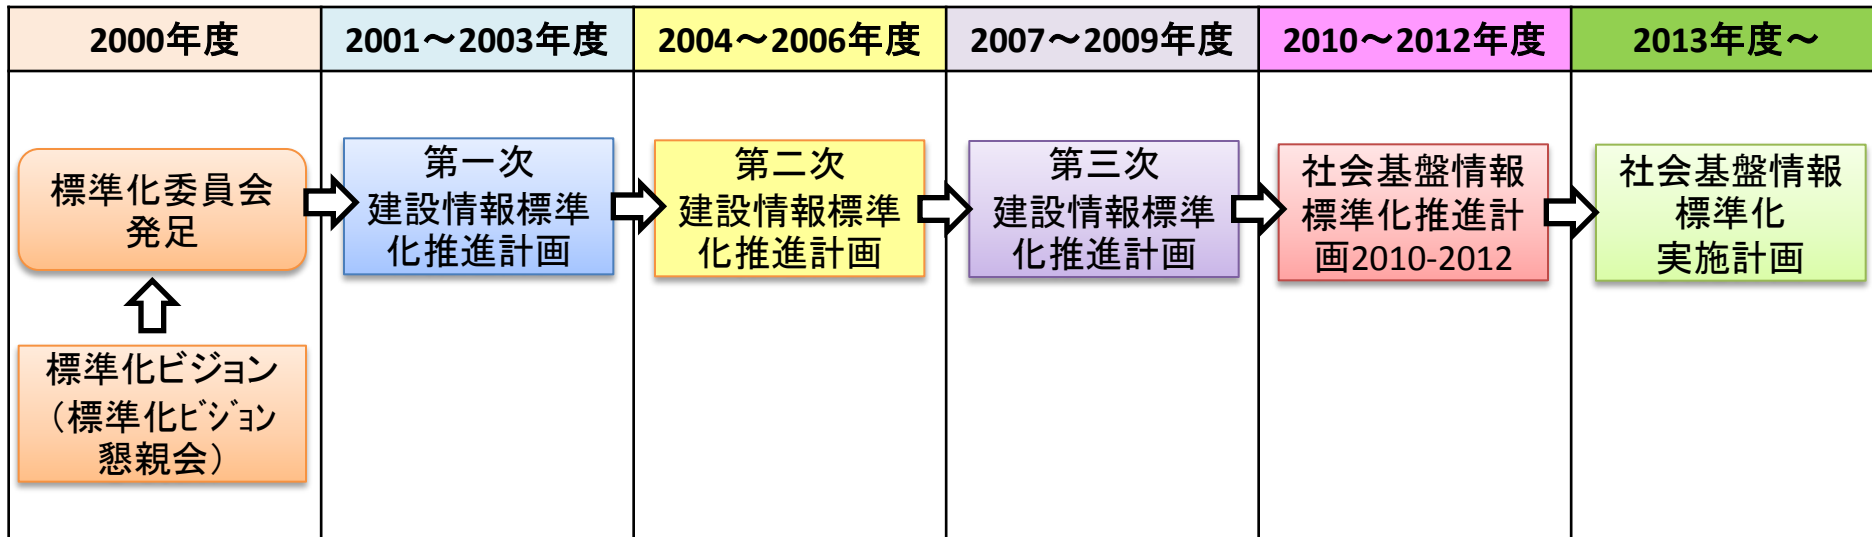 2000年度
2001～2003年度
2004～2006年度
2007～2009年度
2010～2012年度
2013年度～
標準化委員会
発足
第一次
建設情報標準
化推進計画
第二次
建設情報標準
化推進計画
第三次
建設情報標準
化推進計画
社会基盤情報
標準化推進計
画2010-2012
社会基盤情報
標準化
実施計画
標準化ビジョン
（標準化ﾋﾞｼﾞｮﾝ
懇親会）